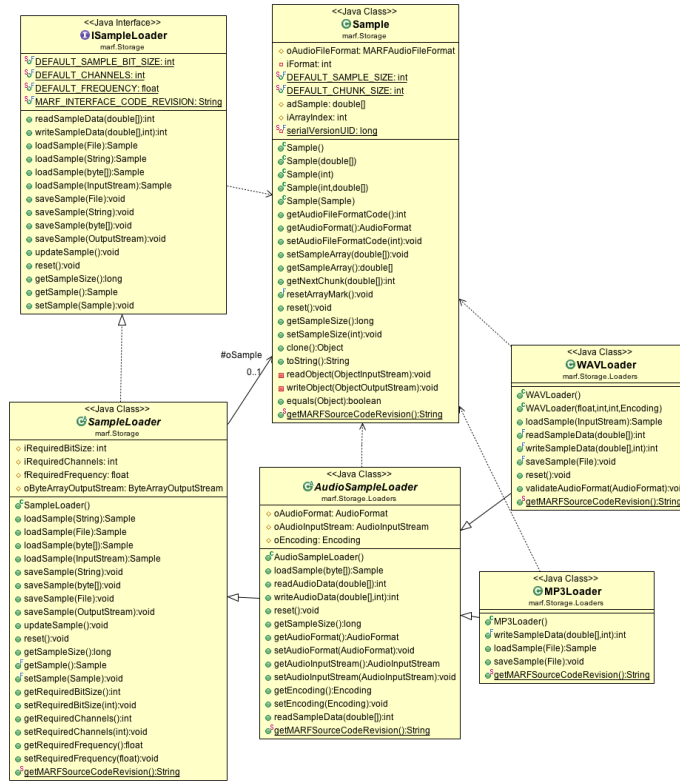 <<Java Interface>>
ISampleLoader
marf.Storage
DEFAULT_SAMPLE_BIT_SIZE: int
DEFAULT_CHANNELS: int
DEFAULT_FREQUENCY: float
MARF_INTERFACE_CODE_REVISION: String
readSampleData(double[]):int
writeSampleData(double[],int):int
loadSample(File):Sample
loadSample(String):Sample
loadSample(byte[]):Sample
loadSample(InputStream):Sample
saveSample(File):void
saveSample(String):void
saveSample(byte[]):void
saveSample(OutputStream):void
updateSample():void
reset():void
getSampleSize():long
getSample():Sample
setSample(Sample):void
<<Java Class>>
Sample
marf.Storage
oAudioFileFormat: MARFAudioFileFormat
iFormat: int
DEFAULT_SAMPLE_SIZE: int
DEFAULT_CHUNK_SIZE: int
adSample: double[]
iArrayIndex: int
serialVersionUID: long
Sample()
Sample(double[])
Sample(int)
Sample(int,double[])
Sample(Sample)
getAudioFileFormatCode():int
getAudioFormat():AudioFormat
setAudioFileFormatCode(int):void
setSampleArray(double[]):void
getSampleArray():double[]
getNextChunk(double[]):int
resetArrayMark():void
reset():void
getSampleSize():long
setSampleSize(int):void
clone():Object
toString():String
readObject(ObjectInputStream):void
writeObject(ObjectOutputStream):void
equals(Object):boolean
getMARFSourceCodeRevision():String
#oSample
0..1
<<Java Class>>
WAVLoader
marf.Storage.Loaders
WAVLoader()
WAVLoader(float,int,int,Encoding)
loadSample(InputStream):Sample
readSampleData(double[]):int
writeSampleData(double[],int):int
saveSample(File):void
reset():void
validateAudioFormat(AudioFormat):voi
getMARFSourceCodeRevision():String
<<Java Class>>
SampleLoader
marf.Storage
iRequiredBitSize: int
iRequiredChannels: int
fRequiredFrequency: float
oByteArrayOutputStream: ByteArrayOutputStream
SampleLoader()
loadSample(String):Sample
loadSample(File):Sample
loadSample(byte[]):Sample
loadSample(InputStream):Sample
saveSample(String):void
saveSample(byte[]):void
saveSample(File):void
saveSample(OutputStream):void
updateSample():void
reset():void
getSampleSize():long
getSample():Sample
setSample(Sample):void
getRequiredBitSize():int
setRequiredBitSize(int):void
getRequiredChannels():int
setRequiredChannels(int):void
getRequiredFrequency():float
setRequiredFrequency(float):void
getMARFSourceCodeRevision():String
<<Java Class>>
AudioSampleLoader
marf.Storage.Loaders
oAudioFormat: AudioFormat
oAudioInputStream: AudioInputStream
oEncoding: Encoding
AudioSampleLoader()
loadSample(byte[]):Sample
readAudioData(double[]):int
writeAudioData(double[],int):int
reset():void
getSampleSize():long
getAudioFormat():AudioFormat
setAudioFormat(AudioFormat):void
getAudioInputStream():AudioInputStream
setAudioInputStream(AudioInputStream):void
getEncoding():Encoding
setEncoding(Encoding):void
readSampleData(double[]):int
getMARFSourceCodeRevision():String
<<Java Class>>
MP3Loader
marf.Storage.Loaders
MP3Loader()
writeSampleData(double[],int):int
loadSample(File):Sample
saveSample(File):void
getMARFSourceCodeRevision():String